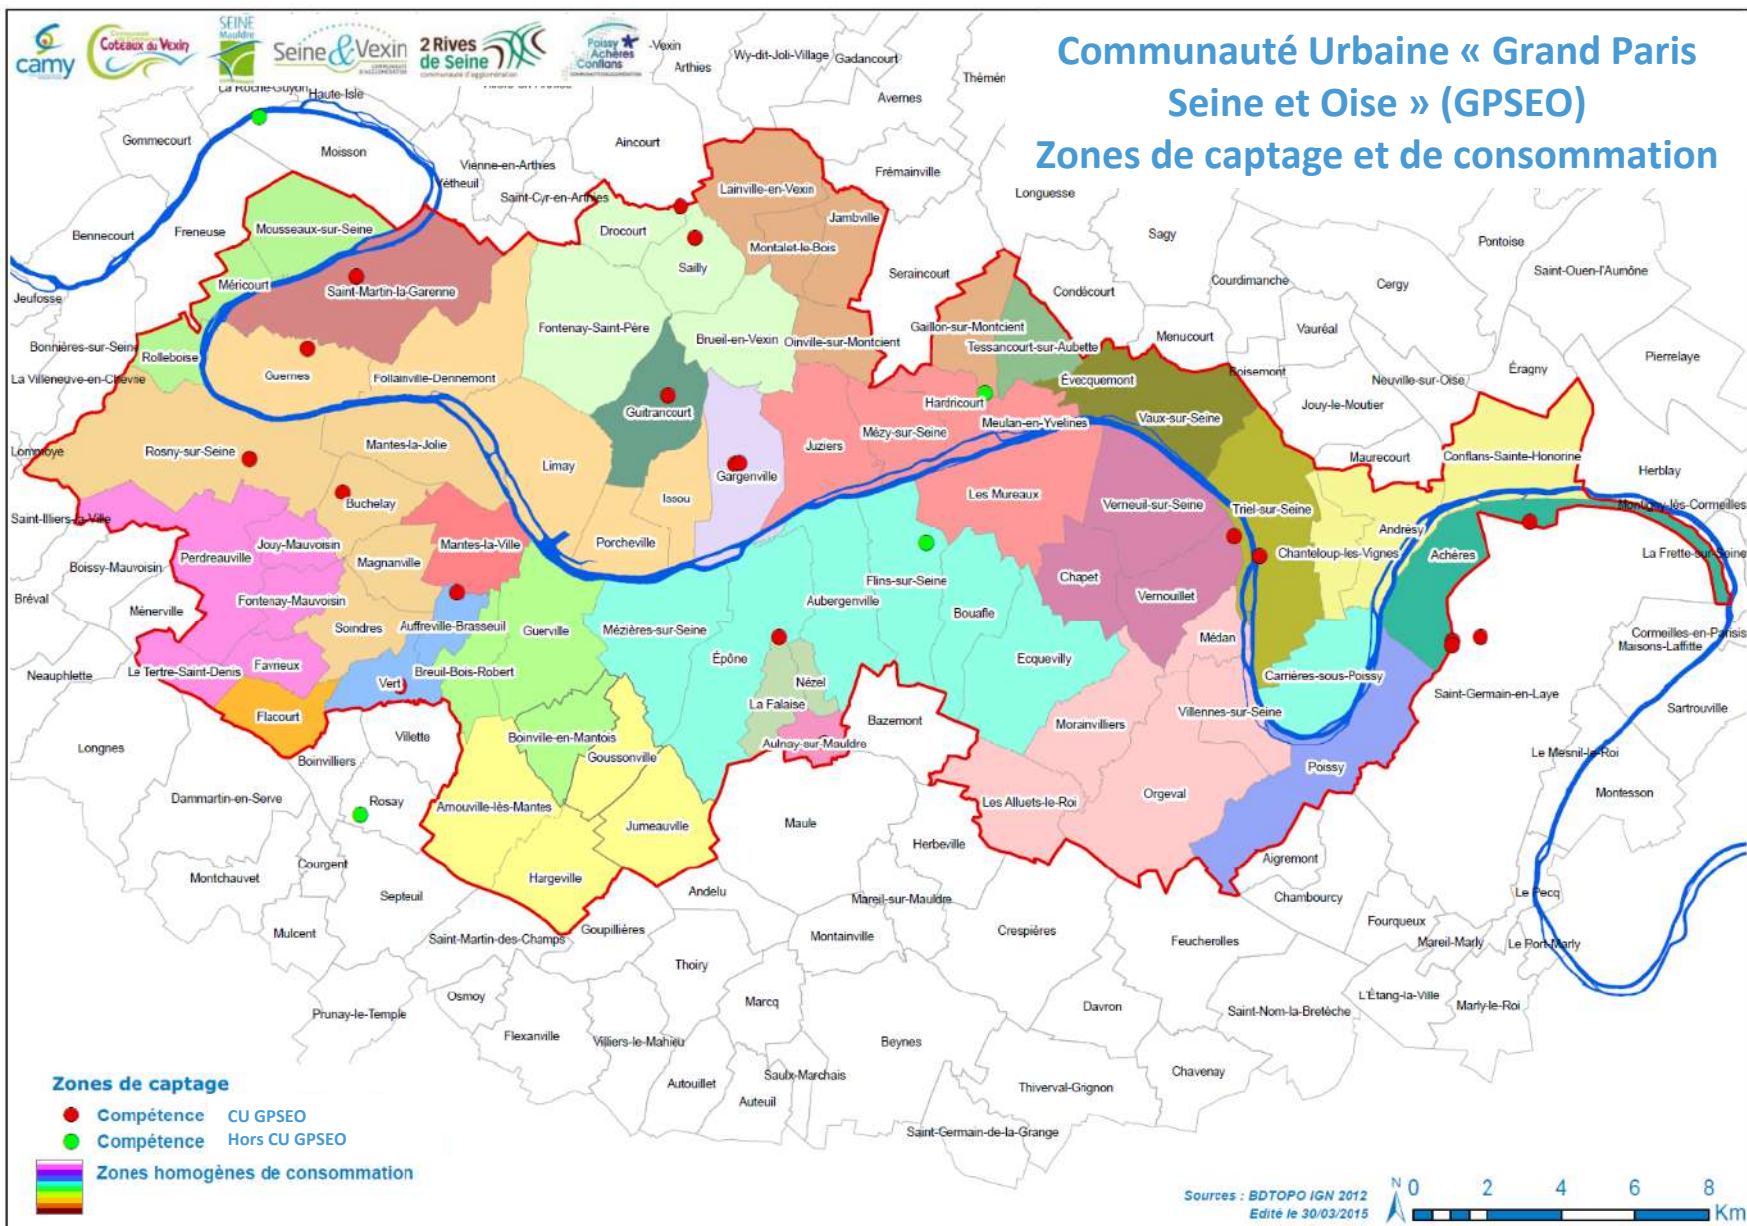 camy
Communauté
Coteaux du Vexin
SEINE
Mauldre
Seine & Vexin
COMMUNAUTÉ
D'AGGLOMÉRATION
2 Rives
de Seine
communauté d'agglomération
Poissy
Achères
Conflans
COMMUNAUTÉ D'AGGLOMÉRATION
Communauté Urbaine « Grand Paris
Seine et Oise » (GPSEO)
Zones de captage et de consommation
-Vexin
Arthies
Wy-dit-Joli-Village
Gadancourt
Avernes
La Roche-Guyon
Haute-Isle
Gommecourt
Moisson
Aincourt
Vienne-en-Arthies
Vétheuil
Saint-Cyr-en-Arthies
Lainville-en-Vexin
Frémainville
Longuesse
Bennecourt
Freneuse
Mousseaux-sur-Seine
Drocourt
Jambville
Montalet-le-Bois
Sailly
Sagy
Pontoise
Saint-Ouen-l'Aumône
Jeufosse
Méricourt
Saint-Martin-la-Garenne
Seraincourt
Condécourt
Courdimanche
Cergy
Bonnières-sur-Seine
Rolleboise
Fontenay-Saint-Père
Brueil-en-Vexin
Oinville-sur-Montcient
Gaillon-sur-Montcient
Tessancourt-sur-Aubette
Menucourt
Vauréal
Pierrelaye
La Villeneuve-en-Chevrie
Guernes
Follainville-Dennemont
Évecquemont
Boisemont
Neuville-sur-Oise
Éragny
Guitrancourt
Hardricourt
Jouy-le-Moutier
Lommoye
Rosny-sur-Seine
Mantes-la-Jolie
Limay
Juziers
Mézy-sur-Seine
Meulan-en-Yvelines
Vaux-sur-Seine
Maurecourt
Conflans-Sainte-Honorine
Herblay
Gargenville
Saint-Illiers-la-Ville
Buchelay
Issou
Les Mureaux
Verneuil-sur-Seine
Triel-sur-Seine
Montigny-lès-Cormeilles
Perdreauville
Jouy-Mauvoisin
Mantes-la-Ville
Porcheville
Andrésy
Chanteloup-les-Vignes
Achères
La Frette-sur-Seine
Boissy-Mauvoisin
Magnanville
Flins-sur-Seine
Chapet
Bréval
Ménerville
Fontenay-Mauvoisin
Aubergenville
Bouafle
Vernouillet
Soindres
Auffreville-Brasseuil
Guerville
Mézières-sur-Seine
Médan
Cormeilles-en-Parisis
Maisons-Laffitte
Neauphlette
Le Tertre-Saint-Denis
Favrieux
Vert
Breuil-Bois-Robert
Épône
Ecquevilly
Carrières-sous-Poissy
Nézel
Saint-Germain-en-Laye
La Falaise
Flacourt
Morainvilliers
Villennes-sur-Seine
Sartrouville
Longnes
Villette
Boinville-en-Mantois
Bazemont
Aulnay-sur-Mauldre
Goussonville
Boinvilliers
Le Mesnil-le-Roi
Poissy
Dammartin-en-Serve
Rosay
Arnouville-lès-Mantes
Les Alluets-le-Roi
Orgeval
Montesson
Jumeauville
Maule
Herbeville
Courgent
Aigremont
Montchauvet
Hargeville
Andelu
Septeuil
Mareil-sur-Mauldre
Chambourcy
Le Pecq
Mulcent
Saint-Martin-des-Champs
Goupillières
Montainville
Crespières
Feucherolles
Fourqueux
Mareil-Marly
Le Port-Marly
Thoiry
Osmoy
Marcq
Davron
L'Étang-la-Ville
Marly-le-Roi
Prunay-le-Temple
Saint-Nom-la-Bretèche
Flexanville
Villiers-le-Mahieu
Beynes
Saulx-Marchais
Autouillet
Chavenay
Thiverval-Grignon
Auteuil
Saint-Germain-de-la-Grange
Zones de captage
Compétence CU GPSEO
Compétence Hors CU GPSEO
Zones homogènes de consommation
Sources : BDTOPO IGN 2012
Edité le 30/03/2015
N
0 2 4 6 8
Km